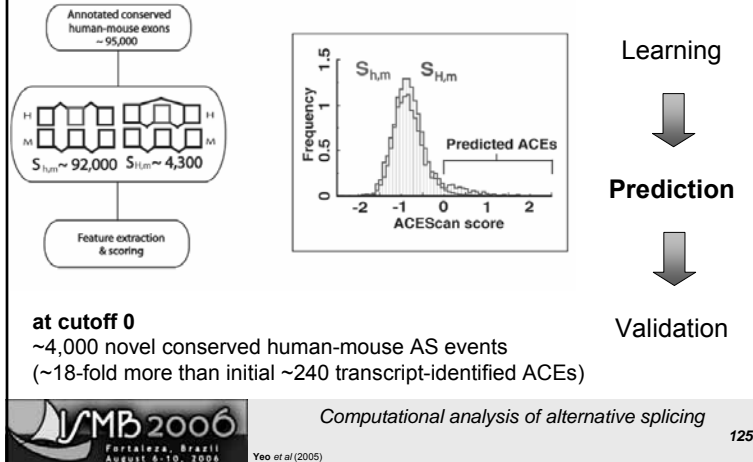 Annotated conserved
human-mouse exons
~ 95,000
H
H
M
M
Sh,m~ 92,000 SH,m~ 4,300
Feature extraction
& scoring
Sh,m SH,m
Predicted ACEs
Frequency
0 0.5 1 1.5
-2 -1 0 1 2
ACEScan score
Learning
Prediction
Validation
at cutoff 0
~4,000 novel conserved human-mouse AS events
(~18-fold more than initial ~240 transcript-identified ACEs)
ISMB 2006
Fortaleza, Brazil
August 6-10, 2006
Computational analysis of alternative splicing
125
Yeo et al (2005)